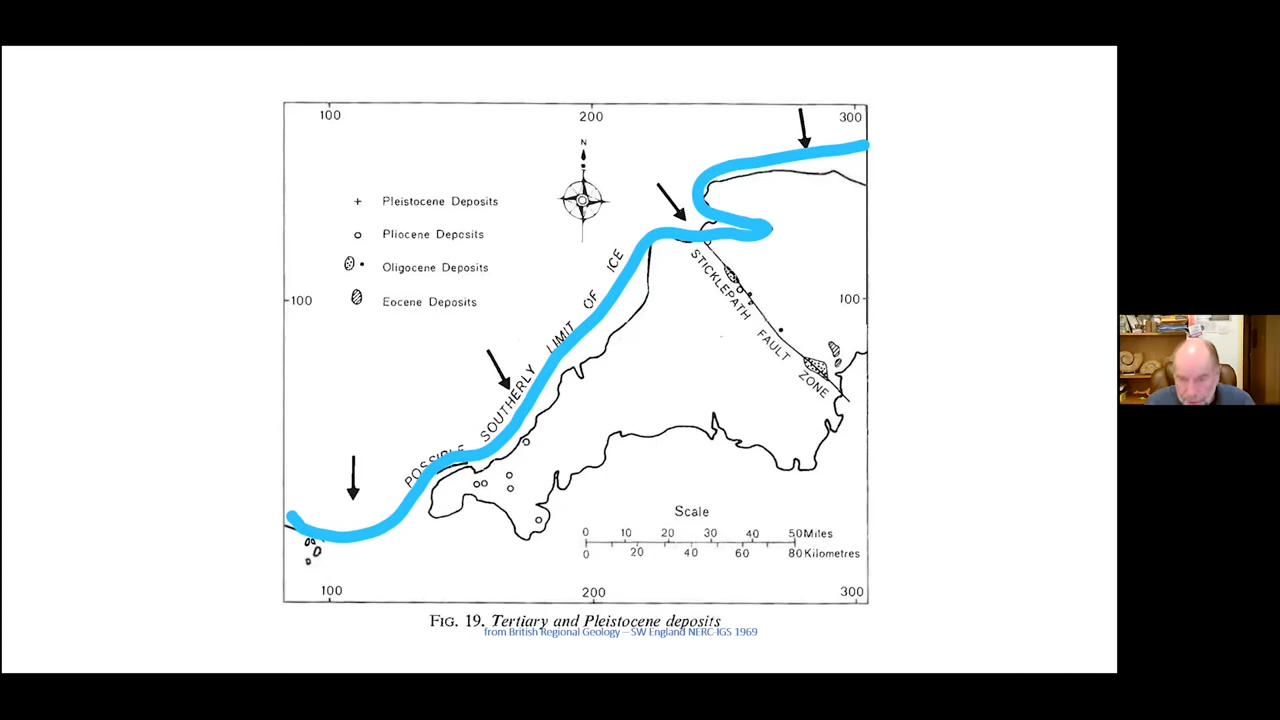 100 200 300
N
+ Pleistocene Deposits
Pliocene Deposits
Oligocene Deposits
Eocene Deposits
100
100
POSSIBLE SOUTHERLY LIMIT OF ICE
STICKLEPATH FAULT ZONE
Scale
0 10 20 30 40 50 Miles
0 20 40 60 80 Kilometres
100 200 300
FIG. 19. Tertiary and Pleistocene deposits
from British Regional Geology – SW England NERC-IGS 1969